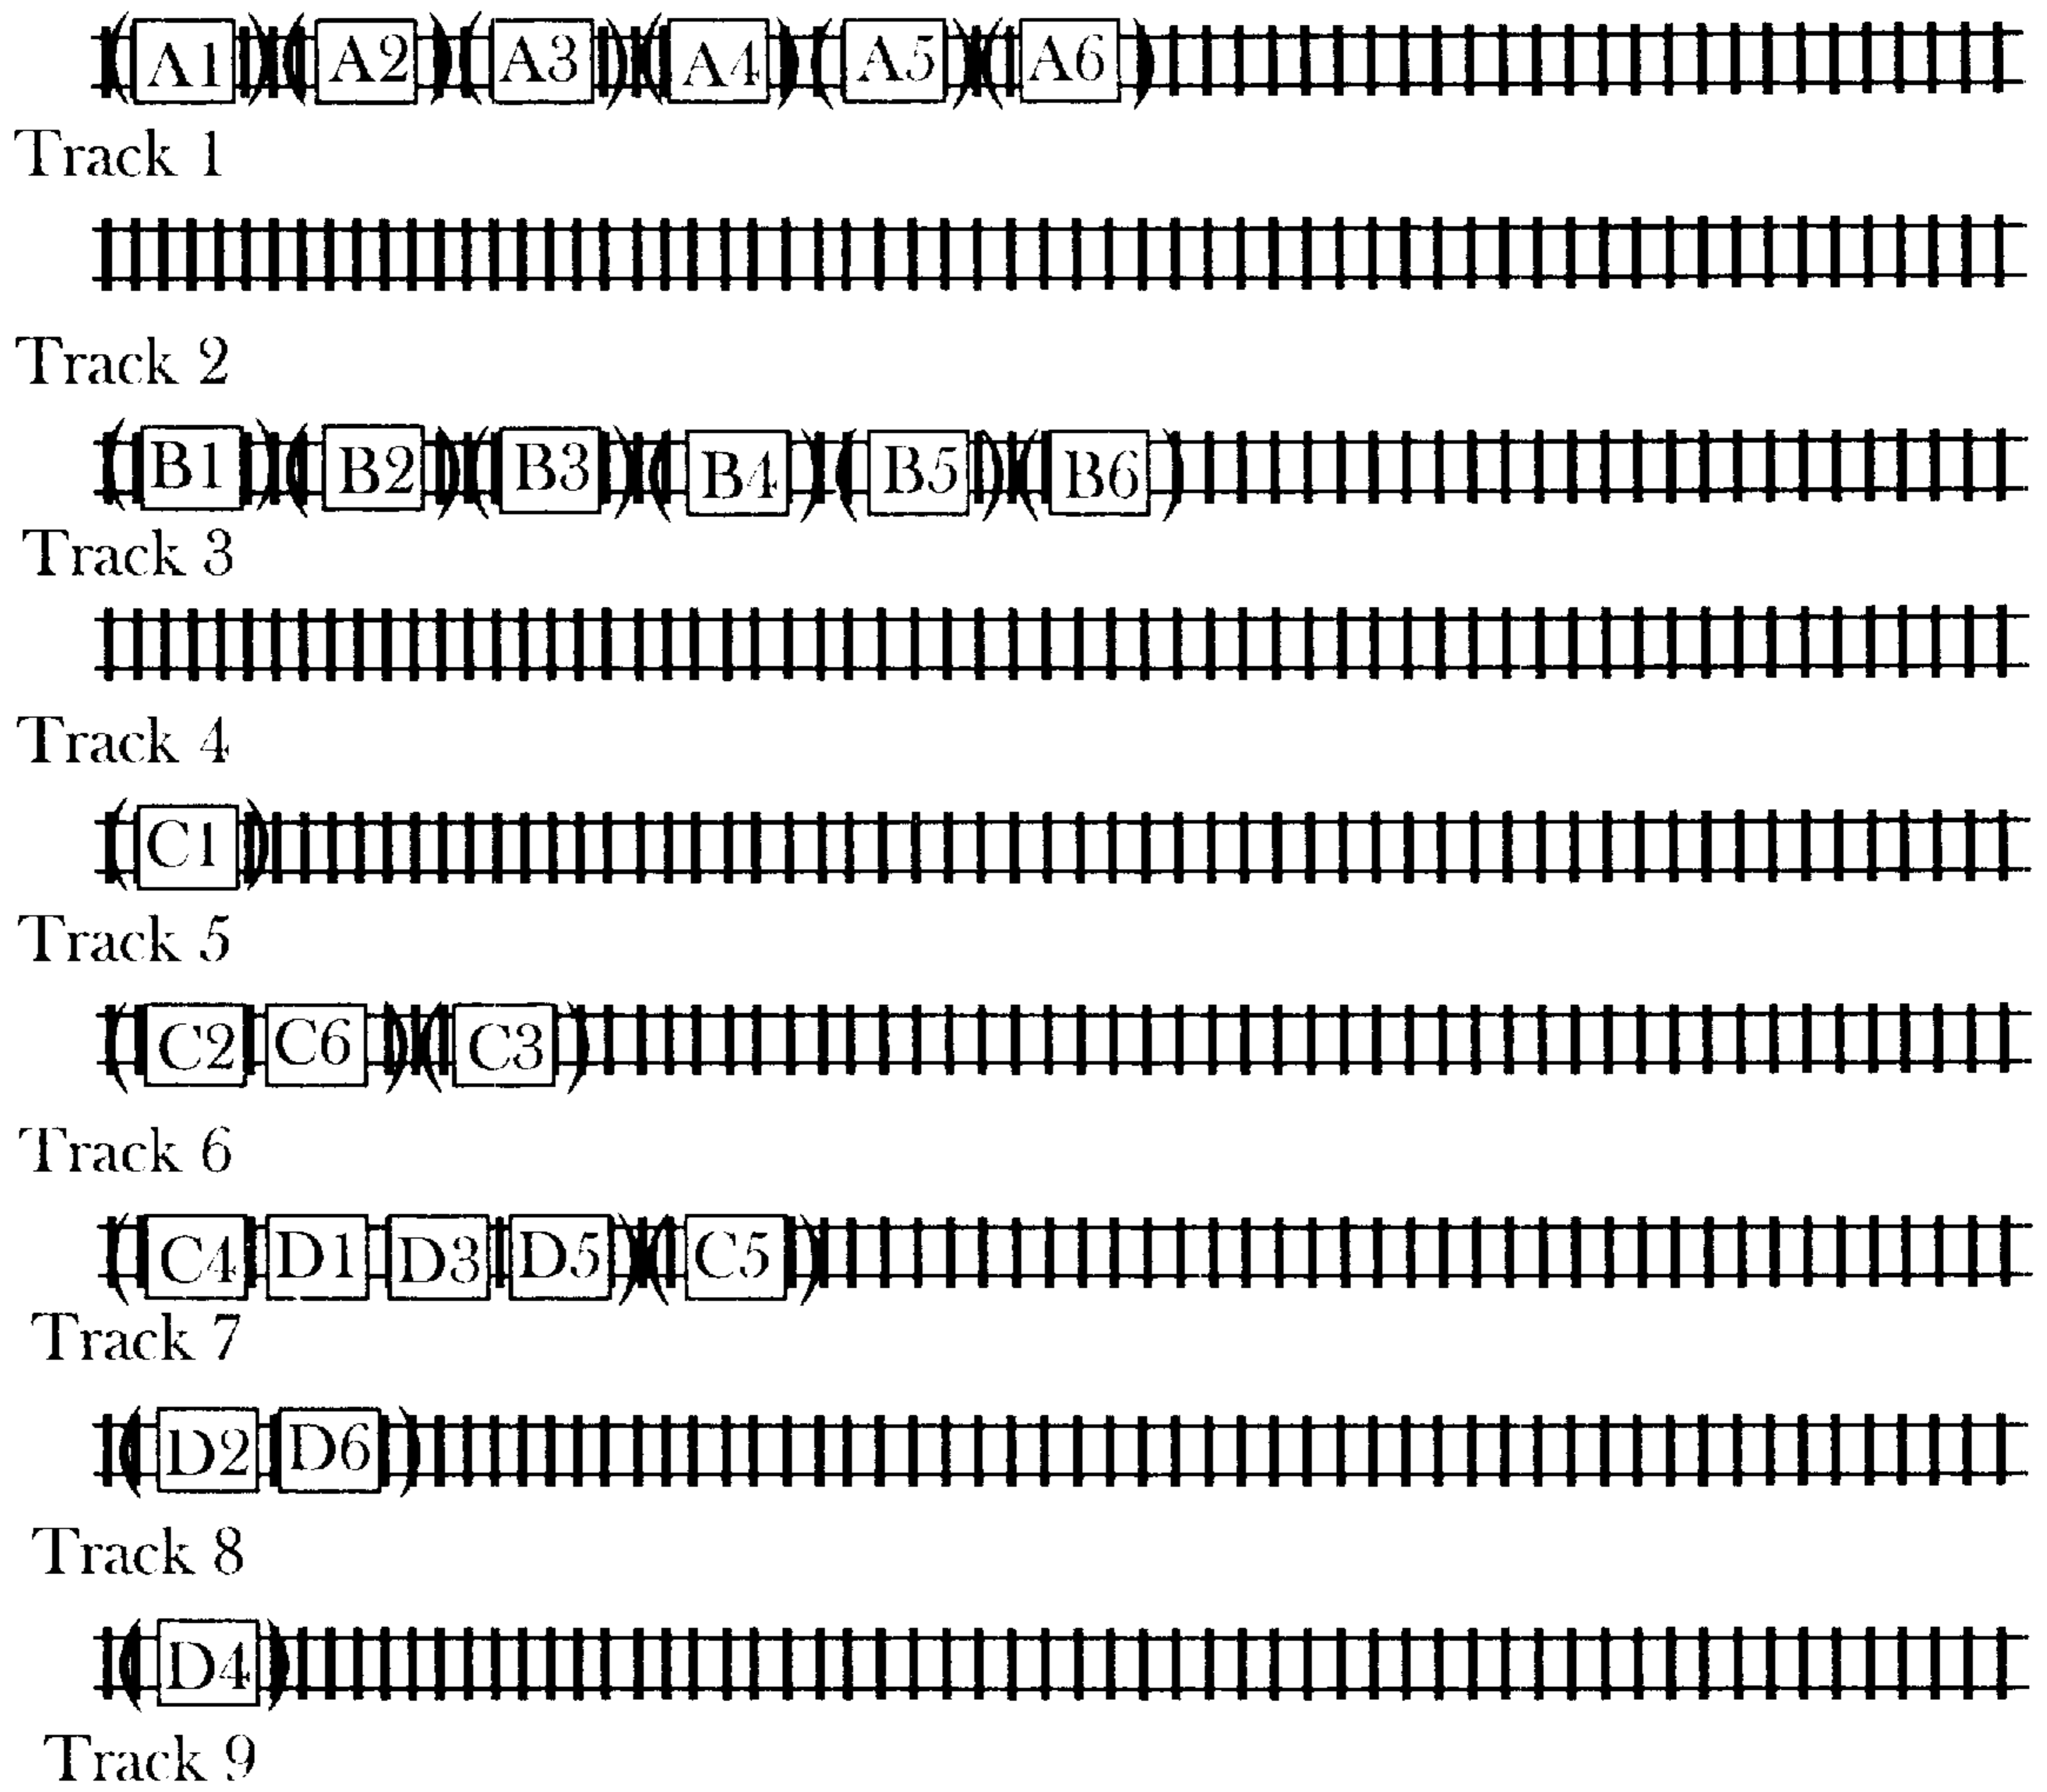 (A1)(A2)(A3)(A4)(A5)(A6)
Track 1
Track 2
(B1)(B2)(B3)(B4)(B5)(B6)
Track 3
Track 4
(C1)
Track 5
(C2 C6)(C3)
Track 6
(C4 D1 D3 D5)(C5)
Track 7
(D2 D6)
Track 8
(D4)
Track 9